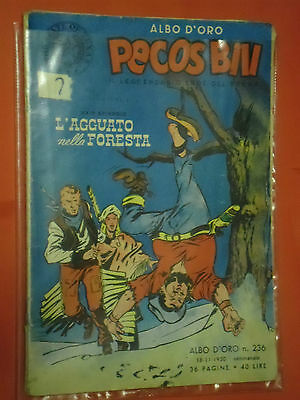 ALBO D'ORO
PECOS BILL
L'AGGUATO
nella FORESTA
ALBO D'ORO n. 236
36 PAGINE • 40 LIRE